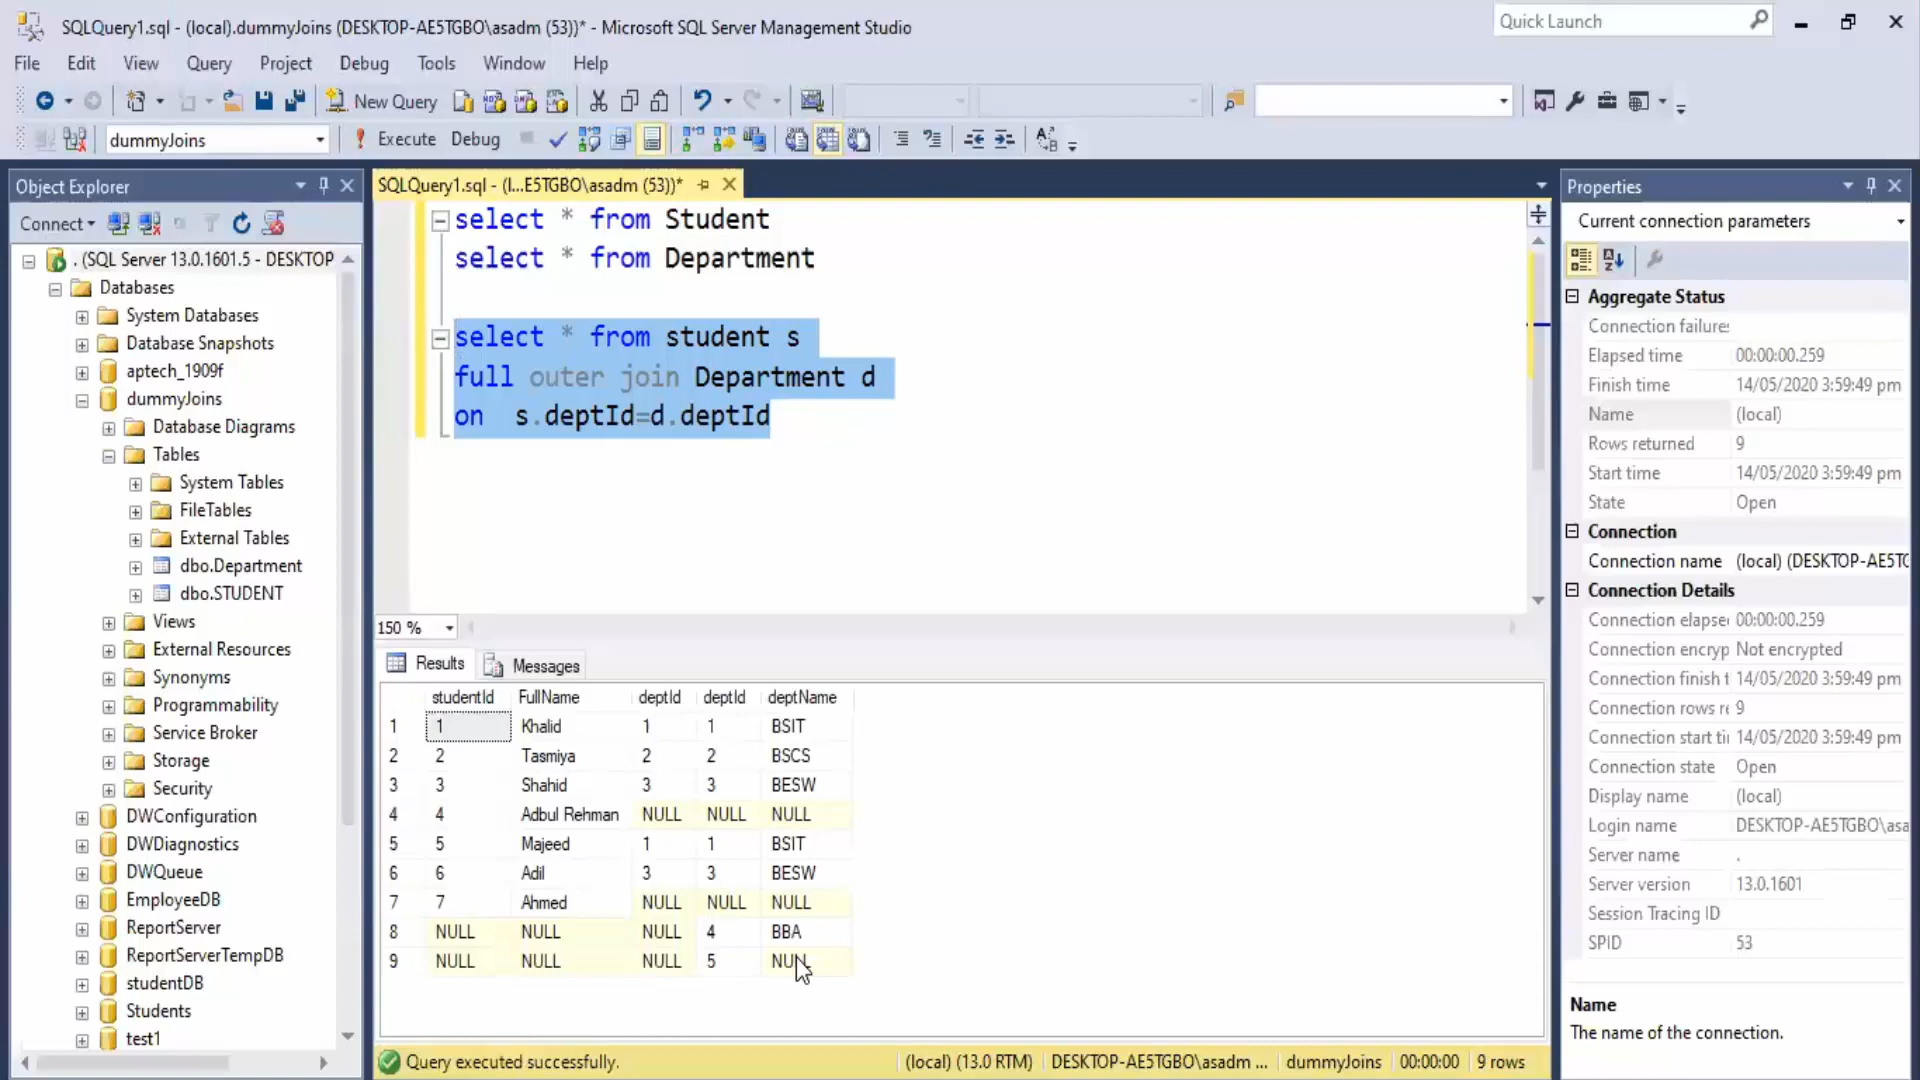 SQLQuery1.sql - (local).dummyJoins (DESKTOP-AE5TGBO\asadm (53))* - Microsoft SQL Server Management Studio
Quick Launch
File Edit View Query Project Debug Tools Window Help
New Query
dummyJoins
Execute Debug
Object Explorer
Connect
. (SQL Server 13.0.1601.5 - DESKTOP
Databases
System Databases
Database Snapshots
aptech_1909f
dummyJoins
Database Diagrams
Tables
System Tables
FileTables
External Tables
dbo.Department
dbo.STUDENT
Views
External Resources
Synonyms
Programmability
Service Broker
Storage
Security
DWConfiguration
DWDiagnostics
DWQueue
EmployeeDB
ReportServer
ReportServerTempDB
studentDB
Students
test1
SQLQuery1.sql - (l...E5TGBO\asadm (53))*
select * from Student
select * from Department
select * from student s
full outer join Department d
on s.deptId=d.deptId
150 %
Results Messages
studentId FullName deptId deptId deptName
1 1 Khalid 1 1 BSIT
2 2 Tasmiya 2 2 BSCS
3 3 Shahid 3 3 BESW
4 4 Adbul Rehman NULL NULL NULL
5 5 Majeed 1 1 BSIT
6 6 Adil 3 3 BESW
7 7 Ahmed NULL NULL NULL
8 NULL NULL NULL 4 BBA
9 NULL NULL NULL 5 NULL
Query executed successfully.
(local) (13.0 RTM) DESKTOP-AE5TGBO\asadm ... dummyJoins 00:00:00 9 rows
Properties
Current connection parameters
Aggregate Status
Connection failures
Elapsed time 00:00:00.259
Finish time 14/05/2020 3:59:49 pm
Name (local)
Rows returned 9
Start time 14/05/2020 3:59:49 pm
State Open
Connection
Connection name (local) (DESKTOP-AE5TG
Connection Details
Connection elapse 00:00:00.259
Connection encryp Not encrypted
Connection finish t 14/05/2020 3:59:49 pm
Connection rows re 9
Connection start ti 14/05/2020 3:59:49 pm
Connection state Open
Display name (local)
Login name DESKTOP-AE5TGBO\asa
Server name .
Server version 13.0.1601
Session Tracing ID
SPID 53
Name
The name of the connection.